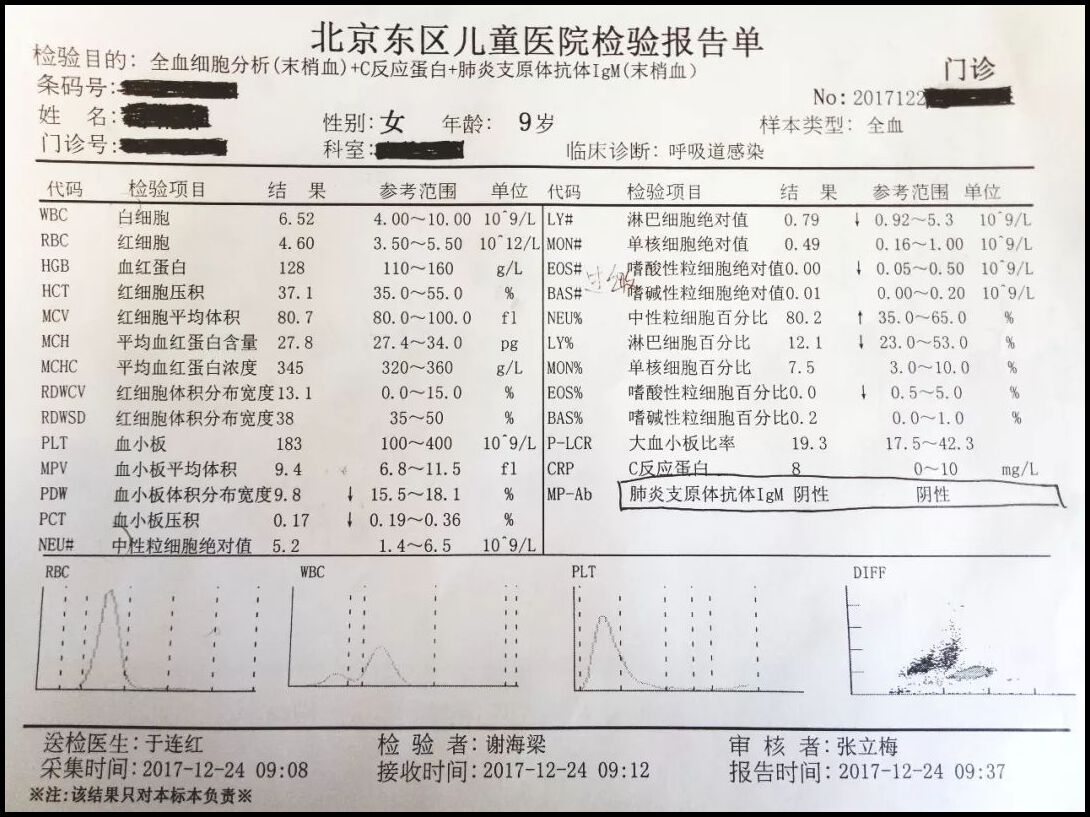 北京东区儿童医院检验报告单
检验目的: 全血细胞分析(末梢血)+C反应蛋白+肺炎支原体抗体IgM(末梢血) 门诊
条码号: No: 2017122
姓 名: 性别: 女 年龄: 9岁 样本类型: 全血
门诊号: 科室: 临床诊断: 呼吸道感染
代码 检验项目 结 果 参考范围 单位
WBC 白细胞 6.52 4.00～10.00 10^9/L
RBC 红细胞 4.60 3.50～5.50 10^12/L
HGB 血红蛋白 128 110～160 g/L
HCT 红细胞压积 37.1 35.0～55.0 %
MCV 红细胞平均体积 80.7 80.0～100.0 fl
MCH 平均血红蛋白含量 27.8 27.4～34.0 pg
MCHC 平均血红蛋白浓度 345 320～360 g/L
RDWCV 红细胞体积分布宽度 13.1 0.0～15.0 %
RDWSD 红细胞体积分布宽度 38 35～50 %
PLT 血小板 183 100～400 10^9/L
MPV 血小板平均体积 9.4 6.8～11.5 fl
PDW 血小板体积分布宽度 9.8 ↓ 15.5～18.1 %
PCT 血小板压积 0.17 ↓ 0.19～0.36 %
NEU# 中性粒细胞绝对值 5.2 1.4～6.5 10^9/L
代码 检验项目 结 果 参考范围 单位
LY# 淋巴细胞绝对值 0.79 ↓ 0.92～5.3 10^9/L
MON# 单核细胞绝对值 0.49 0.16～1.00 10^9/L
EOS# 嗜酸性粒细胞绝对值 0.00 ↓ 0.05～0.50 10^9/L
BAS# 嗜碱性粒细胞绝对值 0.01 0.00～0.20 10^9/L
NEU% 中性粒细胞百分比 80.2 ↑ 35.0～65.0 %
LY% 淋巴细胞百分比 12.1 ↓ 23.0～53.0 %
MON% 单核细胞百分比 7.5 3.0～10.0 %
EOS% 嗜酸性粒细胞百分比 0.0 ↓ 0.5～5.0 %
BAS% 嗜碱性粒细胞百分比 0.2 0.0～1.0 %
P-LCR 大血小板比率 19.3 17.5～42.3
CRP C反应蛋白 8 0～10 mg/L
MP-Ab 肺炎支原体抗体IgM 阴性 阴性
RBC WBC PLT DIFF
送检医生: 于连红 检 验 者: 谢海梁 审 核 者: 张立梅
采集时间: 2017-12-24 09:08 接收时间: 2017-12-24 09:12 报告时间: 2017-12-24 09:37
※注:该结果只对本标本负责※